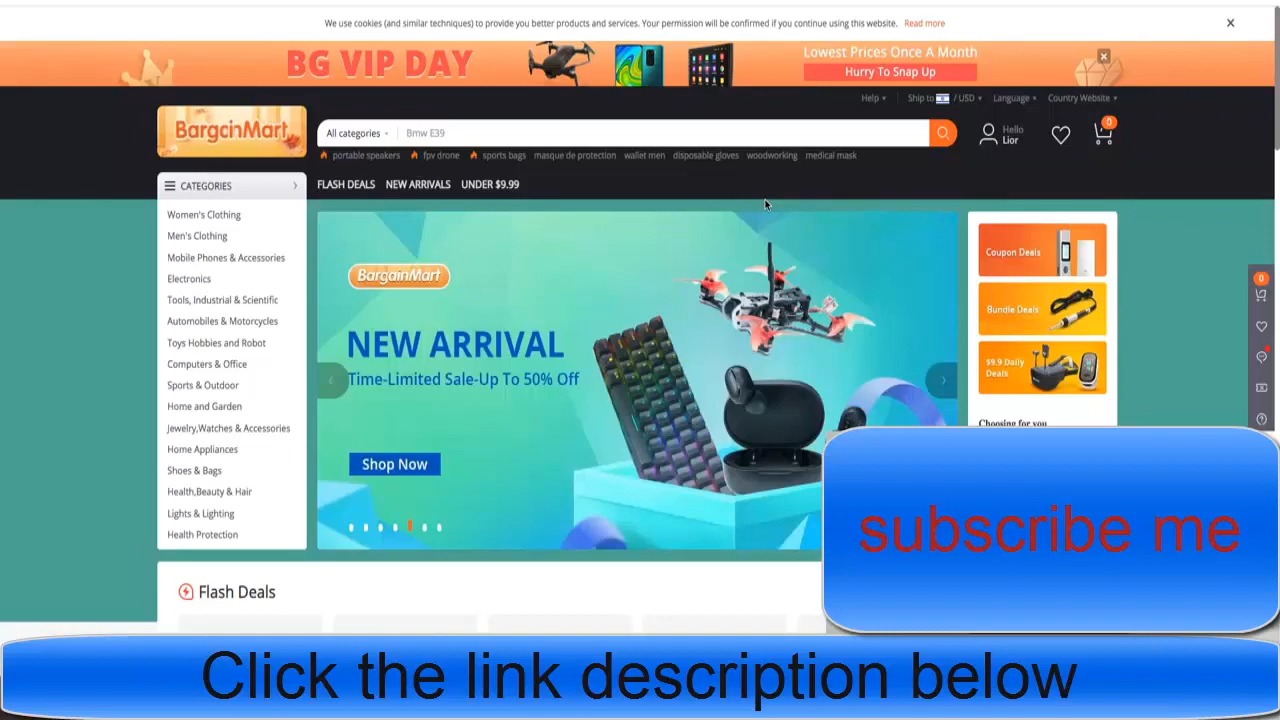 We use cookies (and similar techniques) to provide you better products and services. Your permission will be confirmed if you continue using this website. Read more
BG VIP DAY
Lowest Prices Once A Month
Hurry To Snap Up
Help
Ship to / USD
Language
Country Website
BargainMart
All categories
Bmw E39
Hello
Lior
0
portable speakers
fpv drone
sports bags
masque de protection
wallet men
disposable gloves
woodworking
medical mask
CATEGORIES
FLASH DEALS
NEW ARRIVALS
UNDER $9.99
Women's Clothing
Men's Clothing
Mobile Phones & Accessories
Electronics
Tools, Industrial & Scientific
Automobiles & Motorcycles
Toys Hobbies and Robot
Computers & Office
Sports & Outdoor
Home and Garden
Jewelry,Watches & Accessories
Home Appliances
Shoes & Bags
Health,Beauty & Hair
Lights & Lighting
Health Protection
BargainMart
NEW ARRIVAL
Time-Limited Sale-Up To 50% Off
Shop Now
Coupon Deals
Bundle Deals
$9.9 Daily
Deals
Choosing for you
0
Flash Deals
subscribe me
Click the link description below